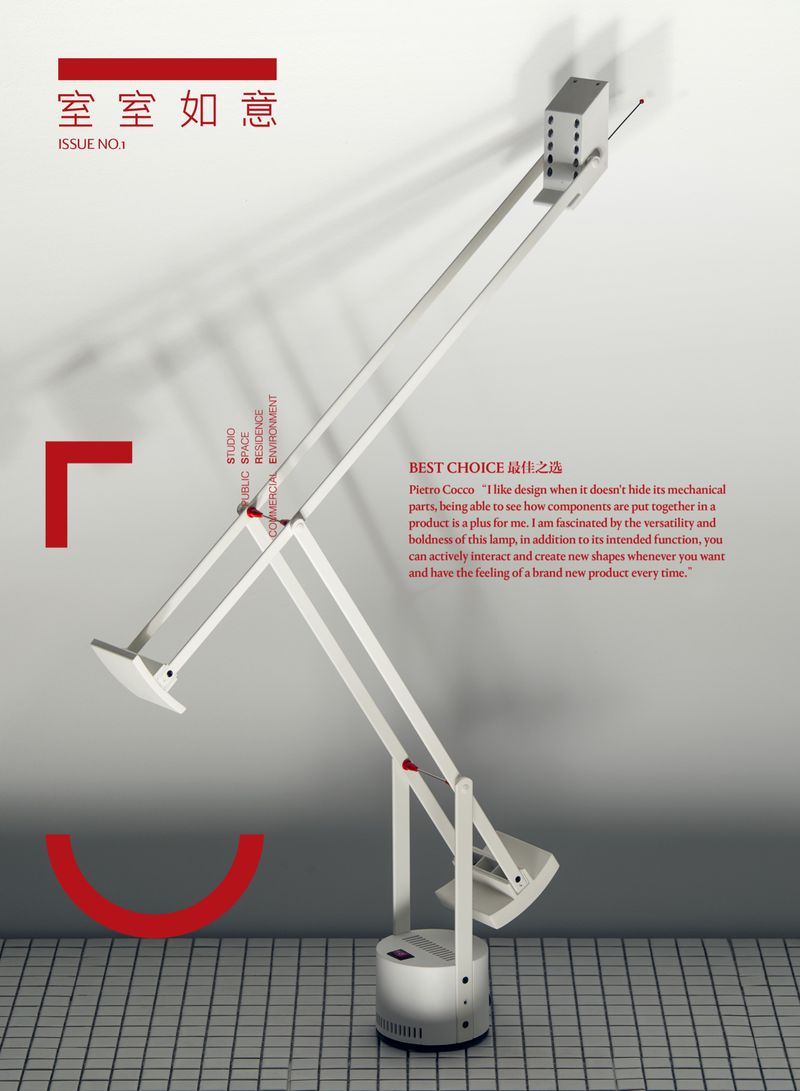 室室如意
ISSUE NO.1
STUDIO
PUBLIC SPACE
RESIDENCE
COMMERCIAL ENVIRONMENT
BEST CHOICE 最佳之选
Pietro Cocco “I like design when it doesn't hide its mechanical
parts, being able to see how components are put together in a
product is a plus for me. I am fascinated by the versatility and
boldness of this lamp, in addition to its intended function, you
can actively interact and create new shapes whenever you want
and have the feeling of a brand new product every time.”